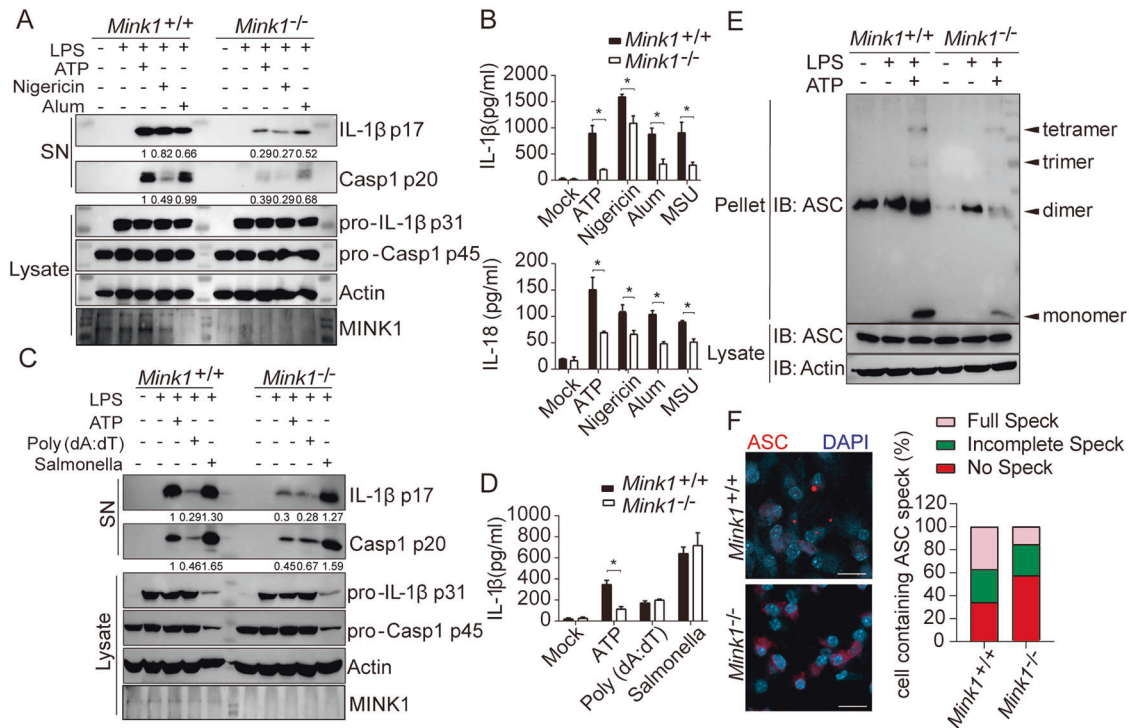 A
Mink1+/+ Mink1-/-
LPS - + + + + - + + + +
ATP + +
Nigericin + +
Alum + +
SN
IL-1β p17
1 0.82 0.66 0.29 0.27 0.52
Casp1 p20
1 0.49 0.99 0.39 0.29 0.68
Lysate
pro-IL-1β p31
pro-Casp1 p45
Actin
MINK1
B
Mink1+/+
Mink1-/-
IL-1β(pg/ml)
2000
1500
1000
500
0
* * * *
Mock ATP Nigericin Alum MSU
IL-18 (pg/ml)
200
150
100
50
0
* * * *
Mock ATP Nigericin Alum MSU
C
Mink1+/+ Mink1-/-
LPS - + + + + - + + + +
ATP + +
Poly (dA:dT) + +
Salmonella + +
SN
IL-1β p17
1 0.29 1.30 0.3 0.28 1.27
Casp1 p20
1 0.46 1.65 0.45 0.67 1.59
Lysate
pro-IL-1β p31
pro-Casp1 p45
Actin
MINK1
D
Mink1+/+
Mink1-/-
IL-1β(pg/ml)
1000
800
600
400
200
0
*
Mock ATP Poly (dA:dT) Salmonella
E
Mink1+/+ Mink1-/-
LPS - + + - + +
ATP + +
Pellet
IB: ASC
tetramer
trimer
dimer
monomer
Lysate
IB: ASC
IB: Actin
F
ASC DAPI
Mink1+/+
Mink1-/-
Full Speck
Incomplete Speck
No Speck
cell containing ASC speck (%)
120
100
80
60
40
20
0
Mink1+/+ Mink1-/-